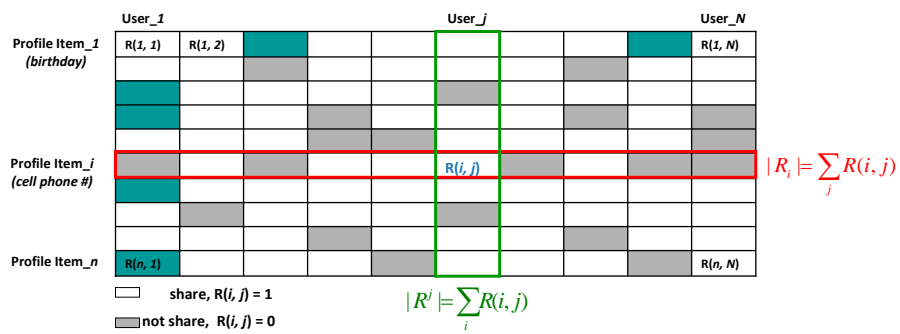 User_1 User_j User_N
Profile Item_1 R(1, 1) R(1, 2) R(1, N)
(birthday)
Profile Item_i R(i, j) | R_i |= ∑_j R(i, j)
(cell phone #)
Profile Item_n R(n, 1) R(n, N)
share, R(i, j) = 1 | R^j |= ∑_i R(i, j)
not share, R(i, j) = 0